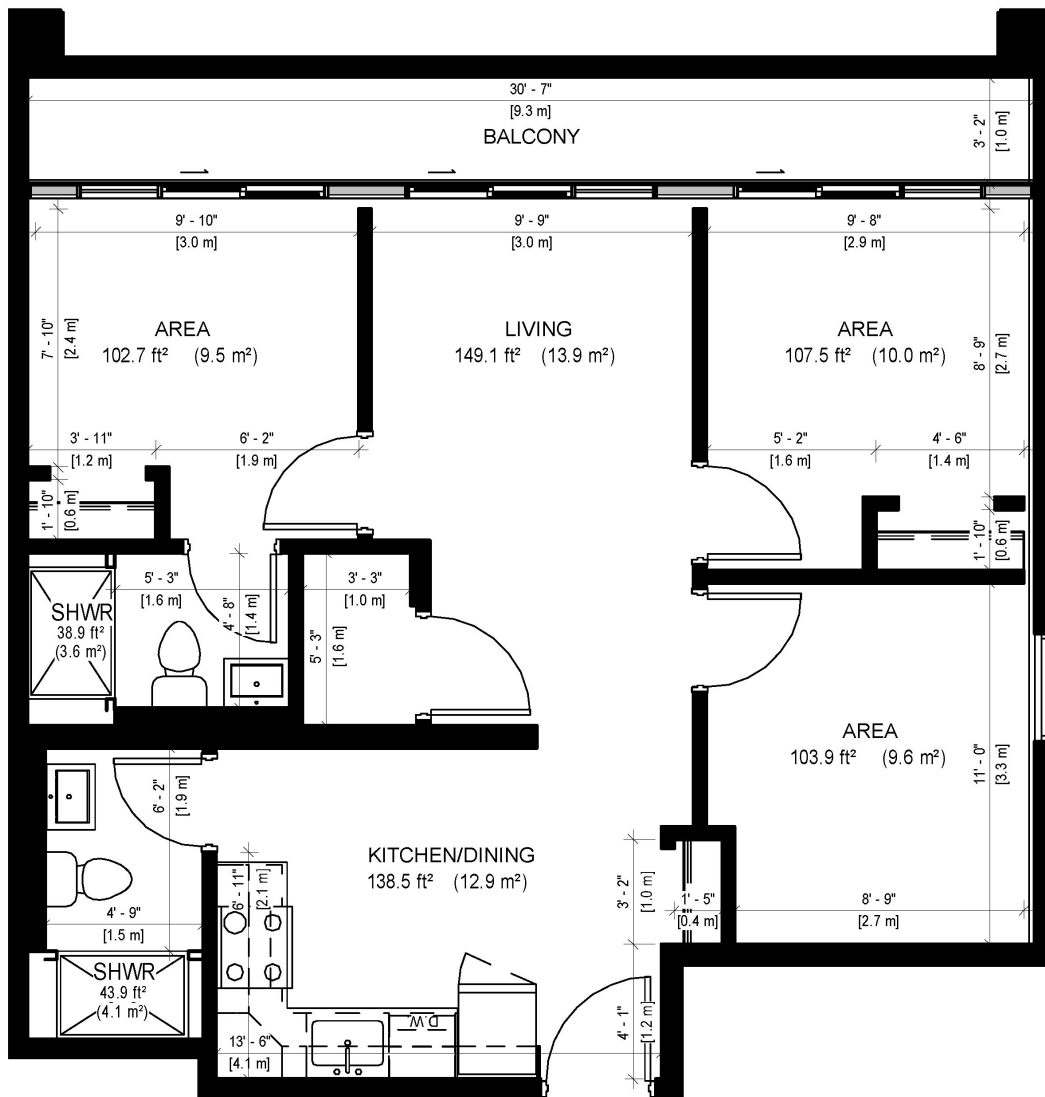 30' - 7"
[9.3 m]
BALCONY
3' - 2"
[1.0 m]
9' - 10"
[3.0 m]
9' - 9"
[3.0 m]
9' - 8"
[2.9 m]
7' - 10"
[2.4 m]
AREA
102.7 ft² (9.5 m²)
LIVING
149.1 ft² (13.9 m²)
AREA
107.5 ft² (10.0 m²)
8' - 9"
[2.7 m]
3' - 11"
[1.2 m]
6' - 2"
[1.9 m]
5' - 2"
[1.6 m]
4' - 6"
[1.4 m]
1' - 10"
[0.6 m]
1' - 10"
[0.6 m]
5' - 3"
[1.6 m]
4' - 8"
[1.4 m]
3' - 3"
[1.0 m]
5' - 3"
[1.6 m]
SHWR
38.9 ft²
(3.6 m²)
AREA
103.9 ft² (9.6 m²)
11' - 0"
[3.3 m]
6' - 2"
[1.9 m]
KITCHEN/DINING
138.5 ft² (12.9 m²)
6' - 11"
[2.1 m]
3' - 2"
[1.0 m]
1' - 5"
[0.4 m]
8' - 9"
[2.7 m]
4' - 9"
[1.5 m]
SHWR
43.9 ft²
(4.1 m²)
D.W
4' - 1"
[1.2 m]
13' - 6"
[4.1 m]